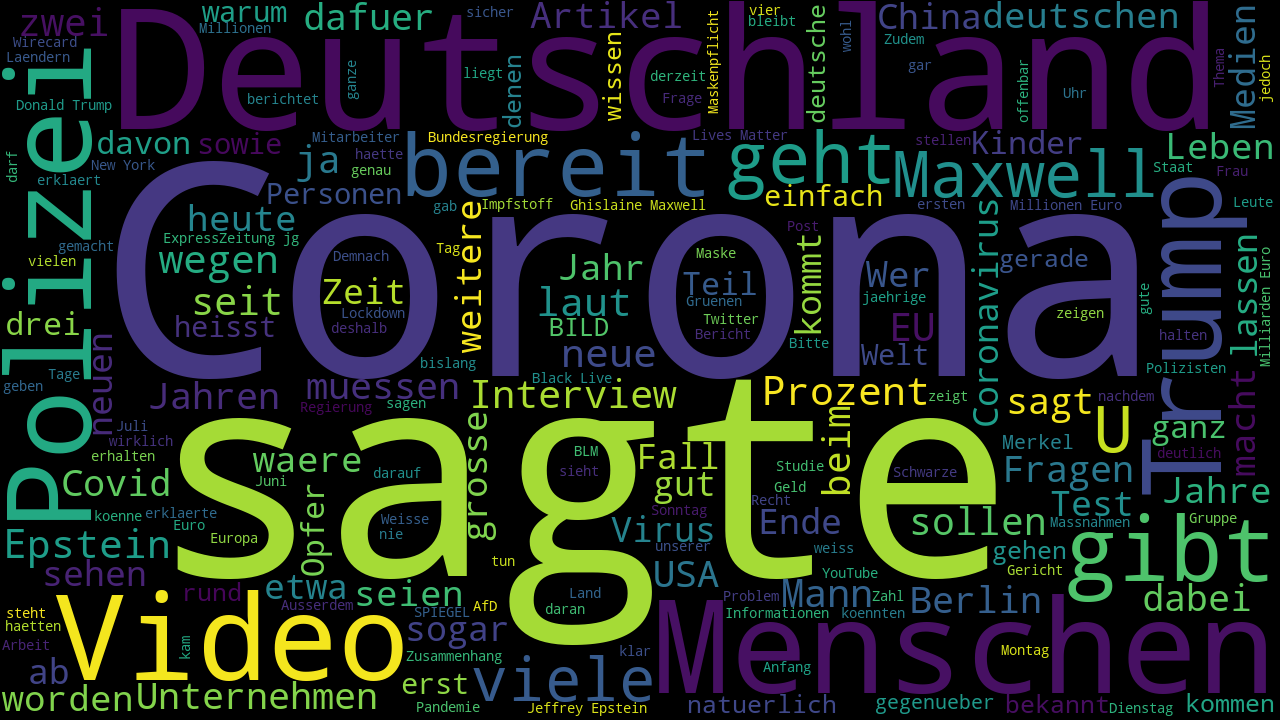 zwei
warum
Millionen
dafuer
sicher
Artikel
vier
bleibt
China
deutschen
Wirecard
Laendern
Polizei
Deutschland
Donald Trump
berichtet
ganze
liegt
denen
wissen
derzeit
Frage
Maskenpflicht
deutsche
wohl
Zudem
gar
offenbar
Uhr
Thema
Medien
jedoch
darf
davon
sowie
Mitarbeiter
ja
haette
genau
Bundesregierung
bereit
Lives Matter
geht
Kinder
stellen
Maxwell
Leben
Staat
Frau
New York
erklaert
Personen
gab
Impfstoff
Ghislaine Maxwell
einfach
ersten
Millionen Euro
Leute
heute
Corona
ExpressZeitung jg
gemacht
vielen
wegen
Demnach
Tag
weitere
Post
Maske
kommt
Coronavirus
gerade
Trump
lassen
Milliarden Euro
seit
Zeit
Jahr
Teil
Wer
jaehrige
gute
zeigen
drei
heisst
Lockdown
deshalb
laut
BILD
Gruenen
Twitter
Bericht
Bitte
EU
Welt
halten
Polizisten
geben
Tage
neuen
bislang
neue
Black Live
Jahren
muessen
Regierung
sagen
Interview
Prozent
zeigt
sagt
U
nachdem
macht
Juli
wirklich
erhalten
waere
sagte
grosse
BLM
sieht
Fall
gut
Studie
Geld
beim
Schwarze
Merkel
Fragen
ganz
deutlich
Covid
Juni
darauf
Recht
Test
Jahre
koenne
erklaerte
Euro
Europa
Opfer
Weisse
nie
Virus
Sonntag
Ende
sollen
Massnahmen
Gruppe
Epstein
unserer
weiss
gehen
Gericht
gibt
sehen
tun
USA
YouTube
rund
etwa
seien
Land
daran
Problem
Mann
Zahl
Berlin
dabei
steht
haetten
Arbeit
Video
Ausserdem
SPIEGEL
AfD
sogar
Informationen
koennten
Menschen
kam
Zusammenhang
klar
Montag
ab
erst
viele
Anfang
worden
Unternehmen
Pandemie
Jeffrey Epstein
natuerlich
gegenueber
bekannt
Dienstag
kommen